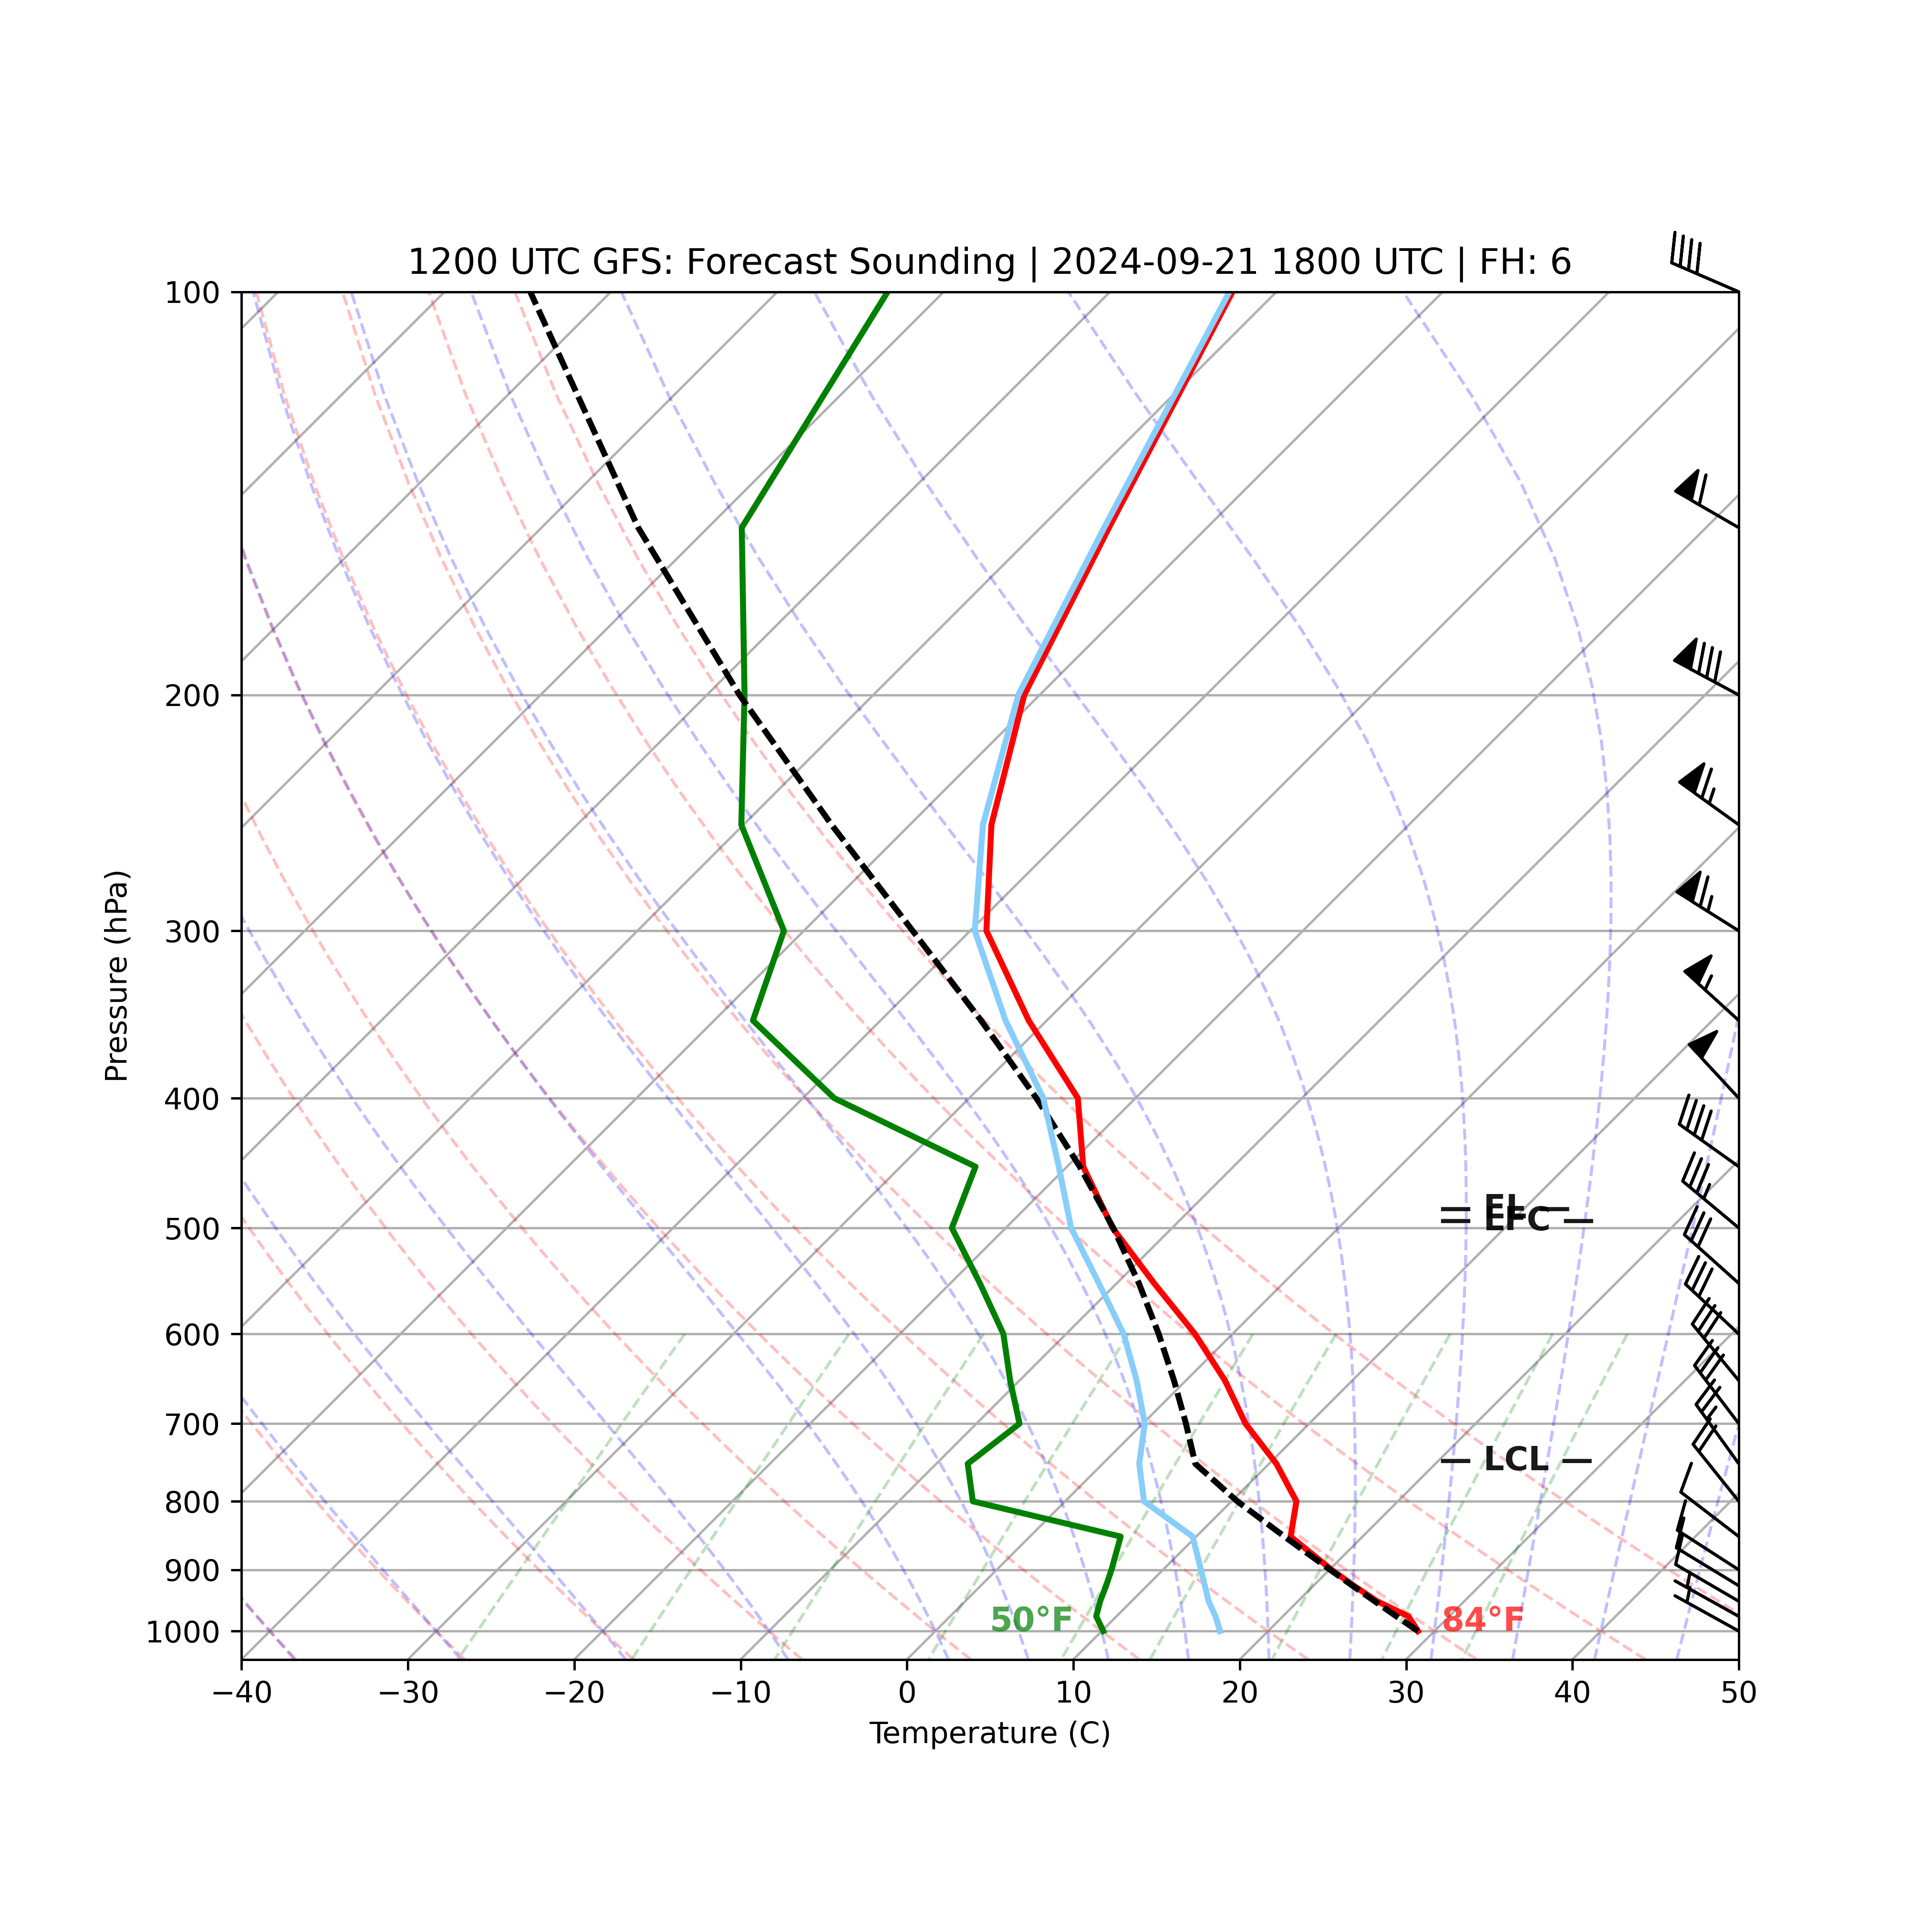 1200 UTC GFS: Forecast Sounding | 2024-09-21 1800 UTC | FH: 6
100
200
300
400
500
600
700
800
900
1000
Pressure (hPa)
EL
LFC
LCL
50°F
84°F
−40 −30 −20 −10 0 10 20 30 40 50
Temperature (C)